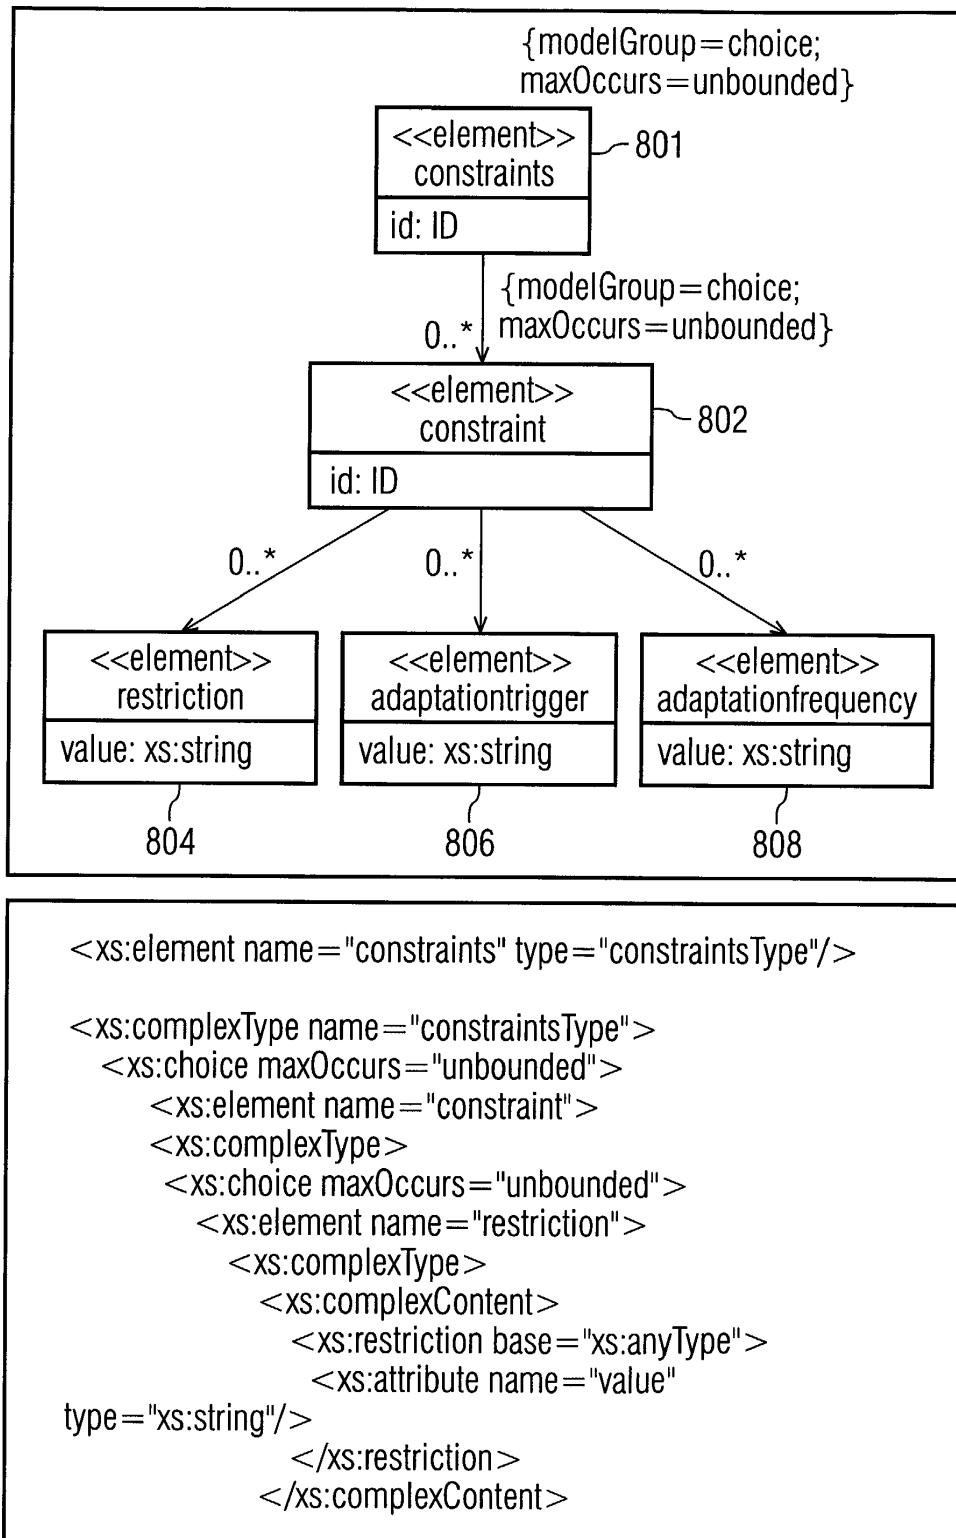 {modelGroup=choice;
maxOccurs=unbounded}
<<element>>
constraints
801
id: ID
{modelGroup=choice;
maxOccurs=unbounded}
0..*
<<element>>
constraint
802
id: ID
0..*
0..*
0..*
<<element>>
restriction
value: xs:string
<<element>>
adaptationtrigger
value: xs:string
<<element>>
adaptationfrequency
value: xs:string
804
806
808
<xs:element name="constraints" type="constraintsType"/>
<xs:complexType name="constraintsType">
<xs:choice maxOccurs="unbounded">
<xs:element name="constraint">
<xs:complexType>
<xs:choice maxOccurs="unbounded">
<xs:element name="restriction">
<xs:complexType>
<xs:complexContent>
<xs:restriction base="xs:anyType">
<xs:attribute name="value"
type="xs:string"/>
</xs:restriction>
</xs:complexContent>